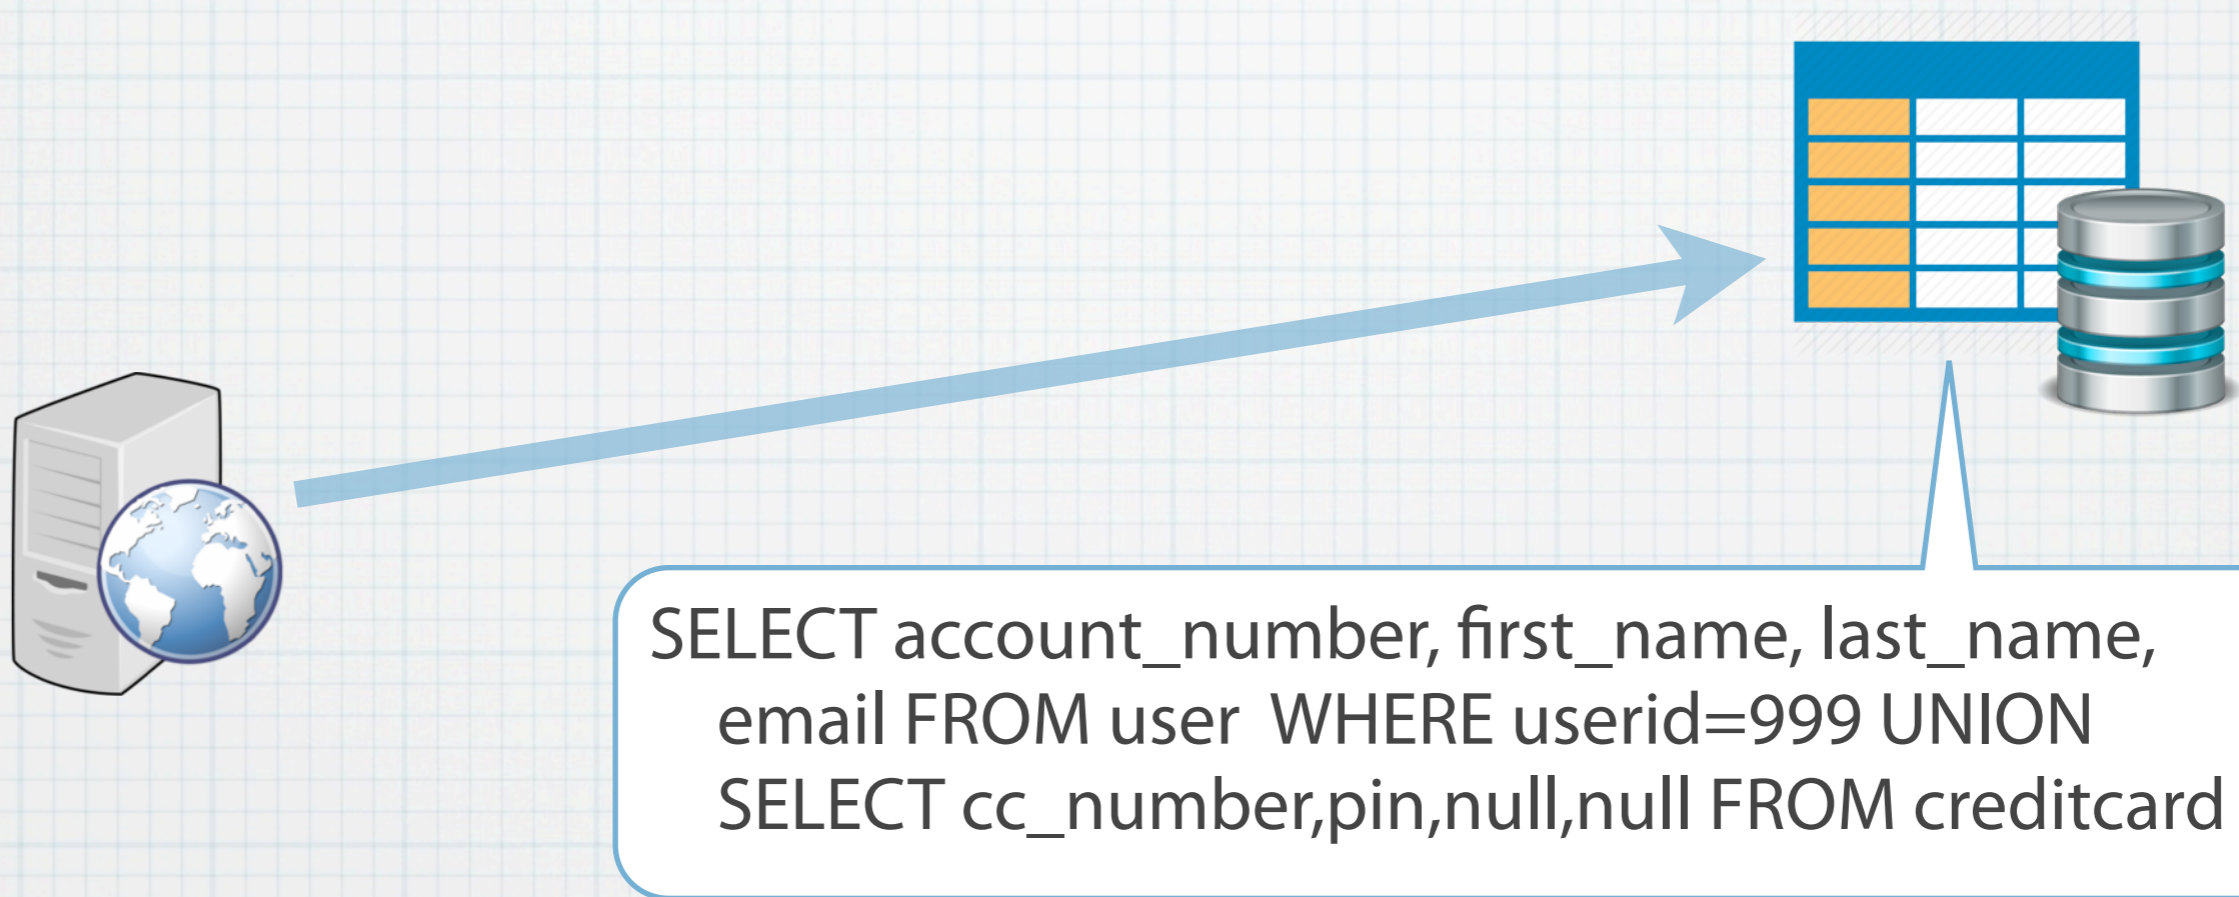 SELECT account_number, first_name, last_name,
email FROM user  WHERE userid=999 UNION
SELECT cc_number,pin,null,null FROM creditcard